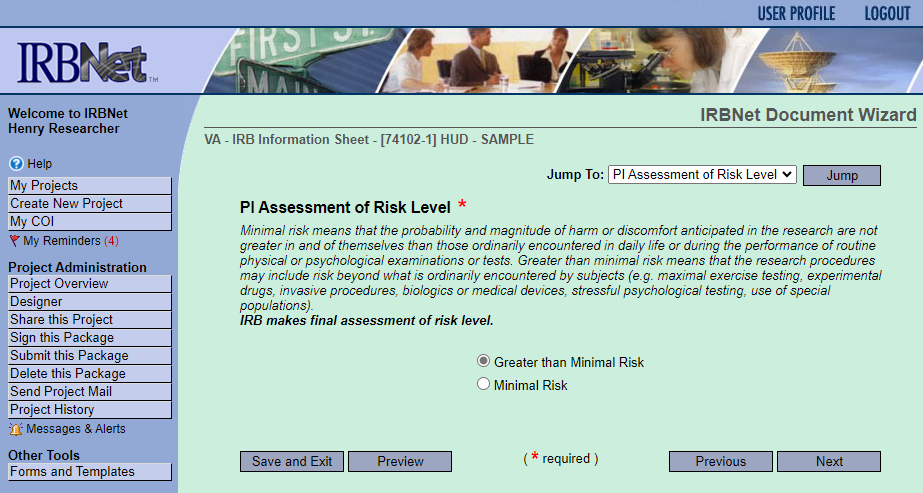 USER PROFILE LOGOUT
IRBNet™
FIRST ST
MAIN
Welcome to IRBNet
Henry Researcher
Help
My Projects
Create New Project
My COI
My Reminders (4)
Project Administration
Project Overview
Designer
Share this Project
Sign this Package
Submit this Package
Delete this Package
Send Project Mail
Project History
Messages & Alerts
Other Tools
Forms and Templates
IRBNet Document Wizard
VA - IRB Information Sheet - [74102-1] HUD - SAMPLE
Jump To: PI Assessment of Risk Level Jump
PI Assessment of Risk Level *
Minimal risk means that the probability and magnitude of harm or discomfort anticipated in the research are not
greater in and of themselves than those ordinarily encountered in daily life or during the performance of routine
physical or psychological examinations or tests. Greater than minimal risk means that the research procedures
may include risk beyond what is ordinarily encountered by subjects (e.g. maximal exercise testing, experimental
drugs, invasive procedures, biologics or medical devices, stressful psychological testing, use of special
populations).
IRB makes final assessment of risk level.
Greater than Minimal Risk
Minimal Risk
Save and Exit Preview ( * required ) Previous Next